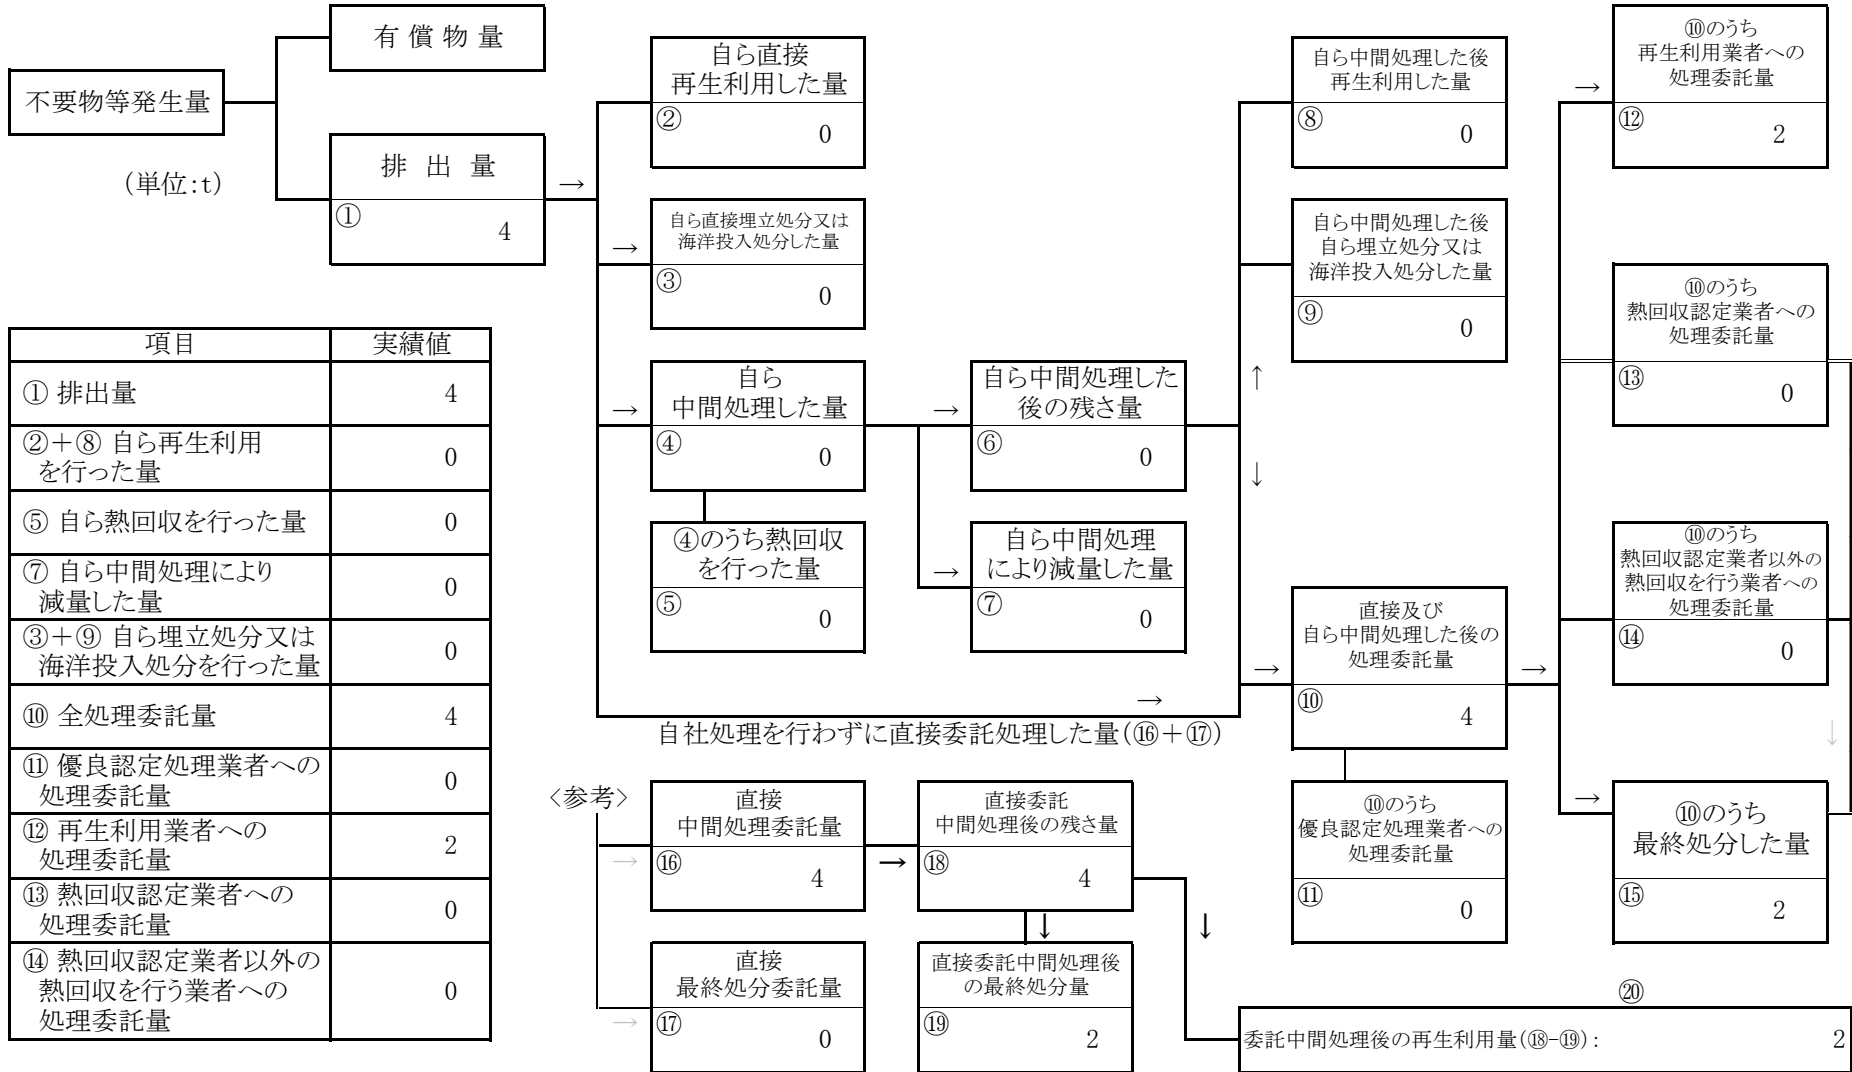 有 償 物 量
不要物等発生量
(単位:t)
排 出 量
①
4
→
自ら直接
再生利用した量
②
0
→
自ら直接埋立処分又は
海洋投入処分した量
③
0
→
自ら
中間処理した量
④
0
④のうち熱回収
を行った量
⑤
0
→
自ら中間処理した
後の残さ量
⑥
0
→
自ら中間処理
により減量した量
⑦
0
→
自社処理を行わずに直接委託処理した量(⑯+⑰)
↑
↓
自ら中間処理した後
再生利用した量
⑧
0
自ら中間処理した後
自ら埋立処分又は
海洋投入処分した量
⑨
0
→
直接及び
自ら中間処理した後の
処理委託量
⑩
4
⑩のうち
優良認定処理業者への
処理委託量
⑪
0
→
→
⑩のうち
再生利用業者への
処理委託量
⑫
2
⑩のうち
熱回収認定業者への
処理委託量
⑬
0
⑩のうち
熱回収認定業者以外の
熱回収を行う業者への
処理委託量
⑭
0
↓
→
⑩のうち
最終処分した量
⑮
2
項目 実績値
① 排出量 4
②+⑧ 自ら再生利用
を行った量 0
⑤ 自ら熱回収を行った量 0
⑦ 自ら中間処理により
減量した量 0
③+⑨ 自ら埋立処分又は
海洋投入処分を行った量 0
⑩ 全処理委託量 4
⑪ 優良認定処理業者への
処理委託量 0
⑫ 再生利用業者への
処理委託量 2
⑬ 熱回収認定業者への
処理委託量 0
⑭ 熱回収認定業者以外の
熱回収を行う業者への
処理委託量 0
<参考>
→
直接
中間処理委託量
⑯
4
→
直接委託
中間処理後の残さ量
⑱
4
↓
↓
→
直接
最終処分委託量
⑰
0
直接委託中間処理後
の最終処分量
⑲
2
⑳
委託中間処理後の再生利用量(⑱-⑲): 2